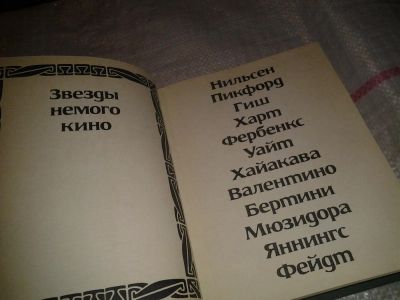 Звезды
немого
кино
Нильсен
Пикфорд
Гиш
Харт
Фербенкс
Уайт
Хайакава
Валентино
Бертини
Мюзидора
Яннингс
Фейдт